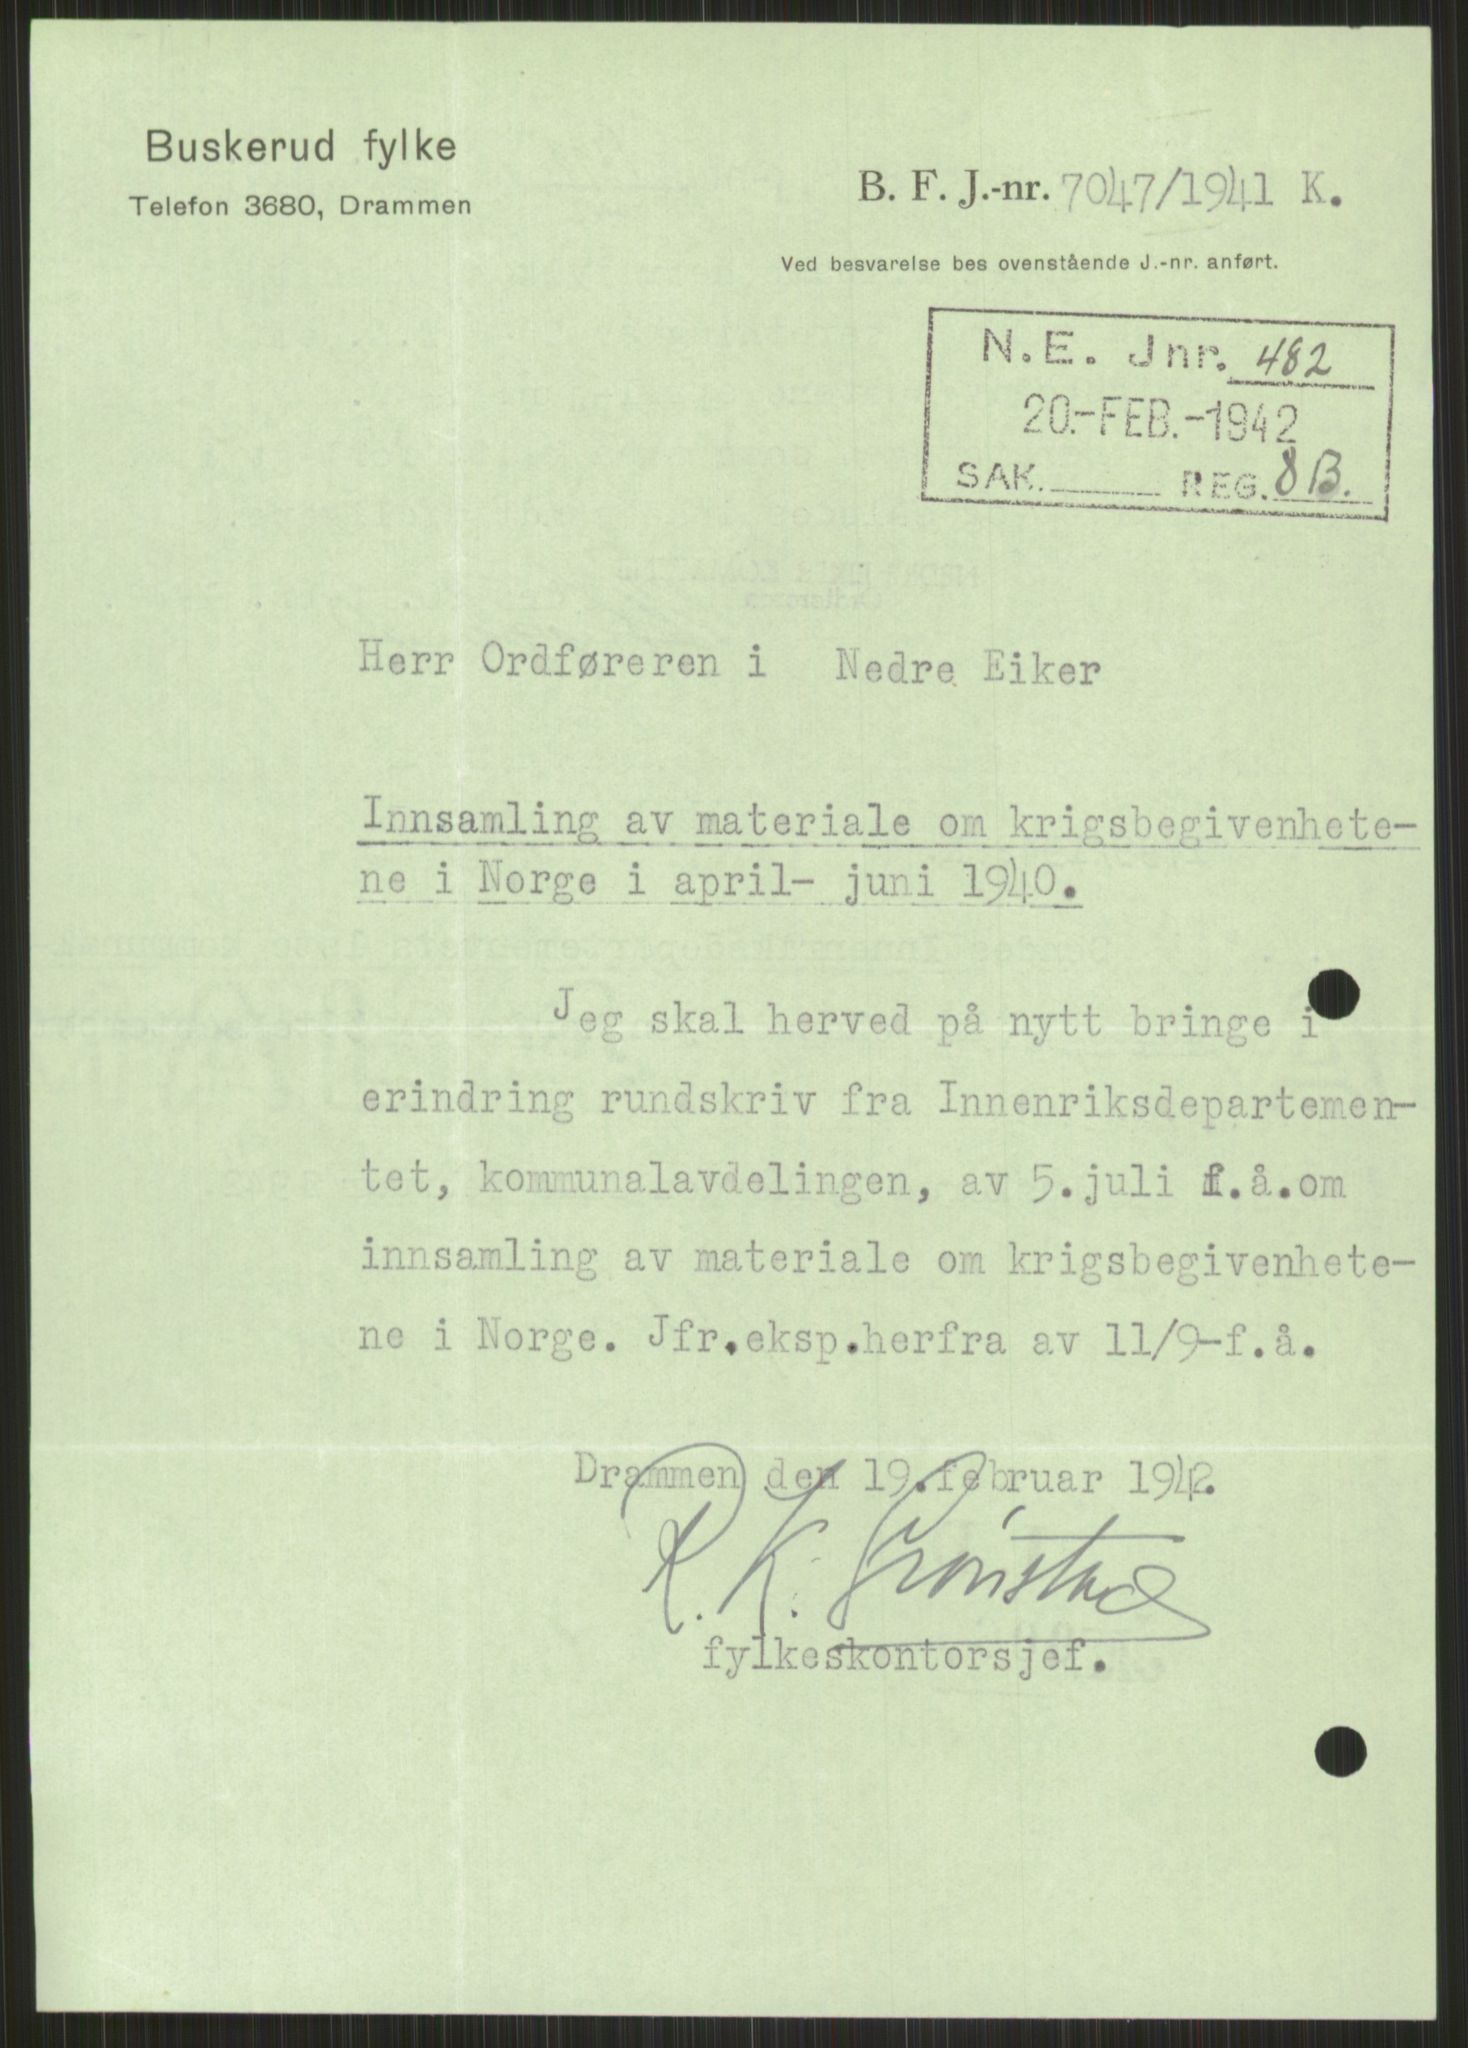 Buskerud fylke
Telefon 3680, Drammen
B. F. J.-nr. 7047/1941 K.
Ved besvarelse bes ovenstående J.-nr. anført.
N.E. Jnr. 482
20.-FEB.-1942
SAK. REG. 8B.
Herr Ordføreren i Nedre Eiker
Innsamling av materiale om krigsbegivenhete-
ne i Norge i april- juni 1940.
Jeg skal herved på nytt bringe i
erindring rundskriv fra Innenriksdepartemen-
tet, kommunalavdelingen, av 5.juli f.å.om
innsamling av materiale om krigsbegivenhete-
ne i Norge. Jfr.eksp.herfra av 11/9-f.å.
Drammen den 19.februar 1942.
K. Grønstad
fylkeskontorsjef.